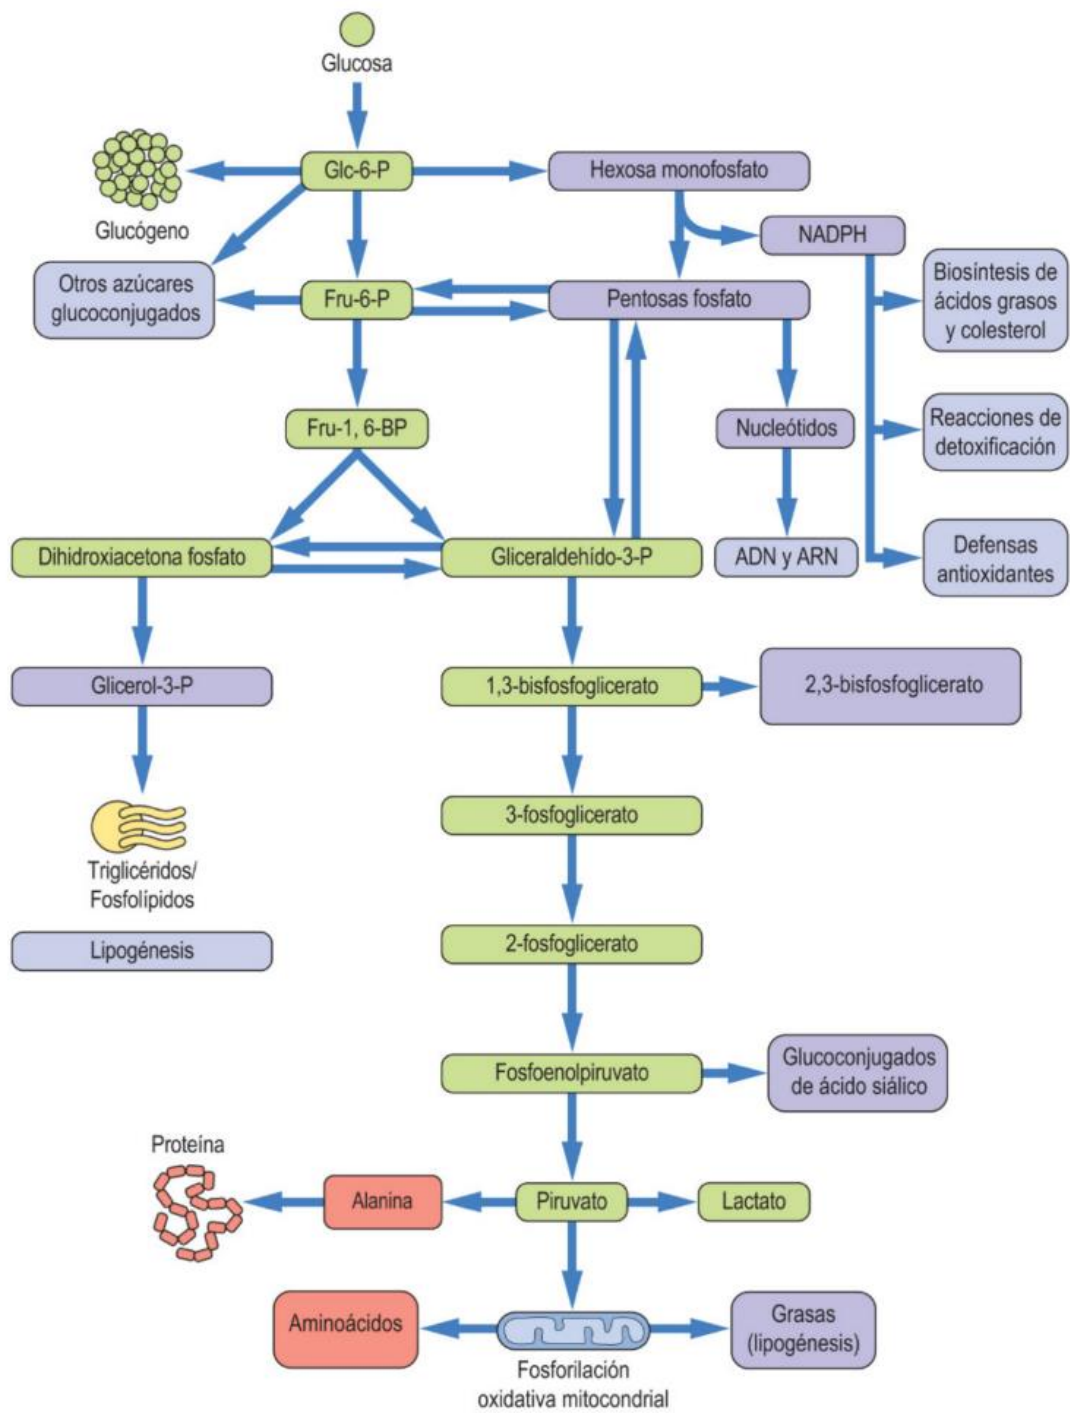 Glucosa
Glc-6-P
Hexosa monofosfato
Glucógeno
NADPH
Otros azúcares
glucoconjugados
Fru-6-P
Pentosas fosfato
Biosíntesis de
ácidos grasos
y colesterol
Fru-1, 6-BP
Nucleótidos
Reacciones de
detoxificación
Dihidroxiacetona fosfato
Gliceraldehído-3-P
ADN y ARN
Defensas
antioxidantes
Glicerol-3-P
1,3-bisfosfoglicerato
2,3-bisfosfoglicerato
3-fosfoglicerato
Triglicéridos/
Fosfolípidos
Lipogénesis
2-fosfoglicerato
Fosfoenolpiruvato
Glucoconjugados
de ácido siálico
Proteína
Alanina
Piruvato
Lactato
Aminoácidos
Grasas
(lipogénesis)
Fosforilación
oxidativa mitocondrial